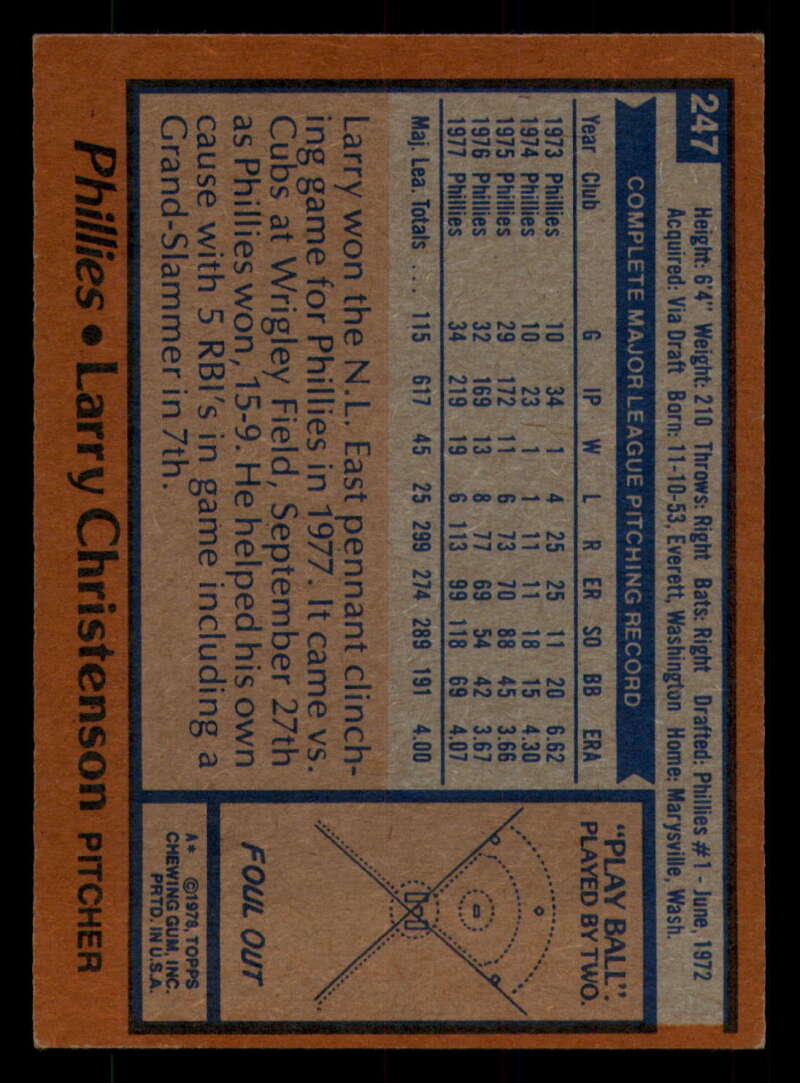 247
Height: 6'4" Weight: 210 Throws: Right Bats: Right Drafted: Phillies #1 - June, 1972
Acquired: Via Draft Born: 11-10-53, Everett, Washington Home: Marysville, Wash.
COMPLETE MAJOR LEAGUE PITCHING RECORD
Year Club G IP W L R ER SO BB ERA
1973 Phillies 10 34 1 4 25 25 11 20 6.62
1974 Phillies 10 23 1 1 11 11 18 15 4.30
1975 Phillies 29 172 11 6 73 70 88 45 3.66
1976 Phillies 32 169 13 8 77 69 54 42 3.67
1977 Phillies 34 219 19 6 113 99 118 69 4.07
Maj. Lea. Totals .... 115 617 45 25 299 274 289 191 4.00
Larry won the N.L. East pennant clinch-
ing game for Phillies in 1977. It came vs.
Cubs at Wrigley Field, September 27th
as Phillies won, 15-9. He helped his own
cause with 5 RBI's in game including a
Grand-Slammer in 7th.
"PLAY BALL".
PLAYED BY TWO.
FOUL OUT
A* ©1978, TOPPS
CHEWING GUM, INC.
PRTD. IN U.S.A.
Phillies • Larry Christenson PITCHER